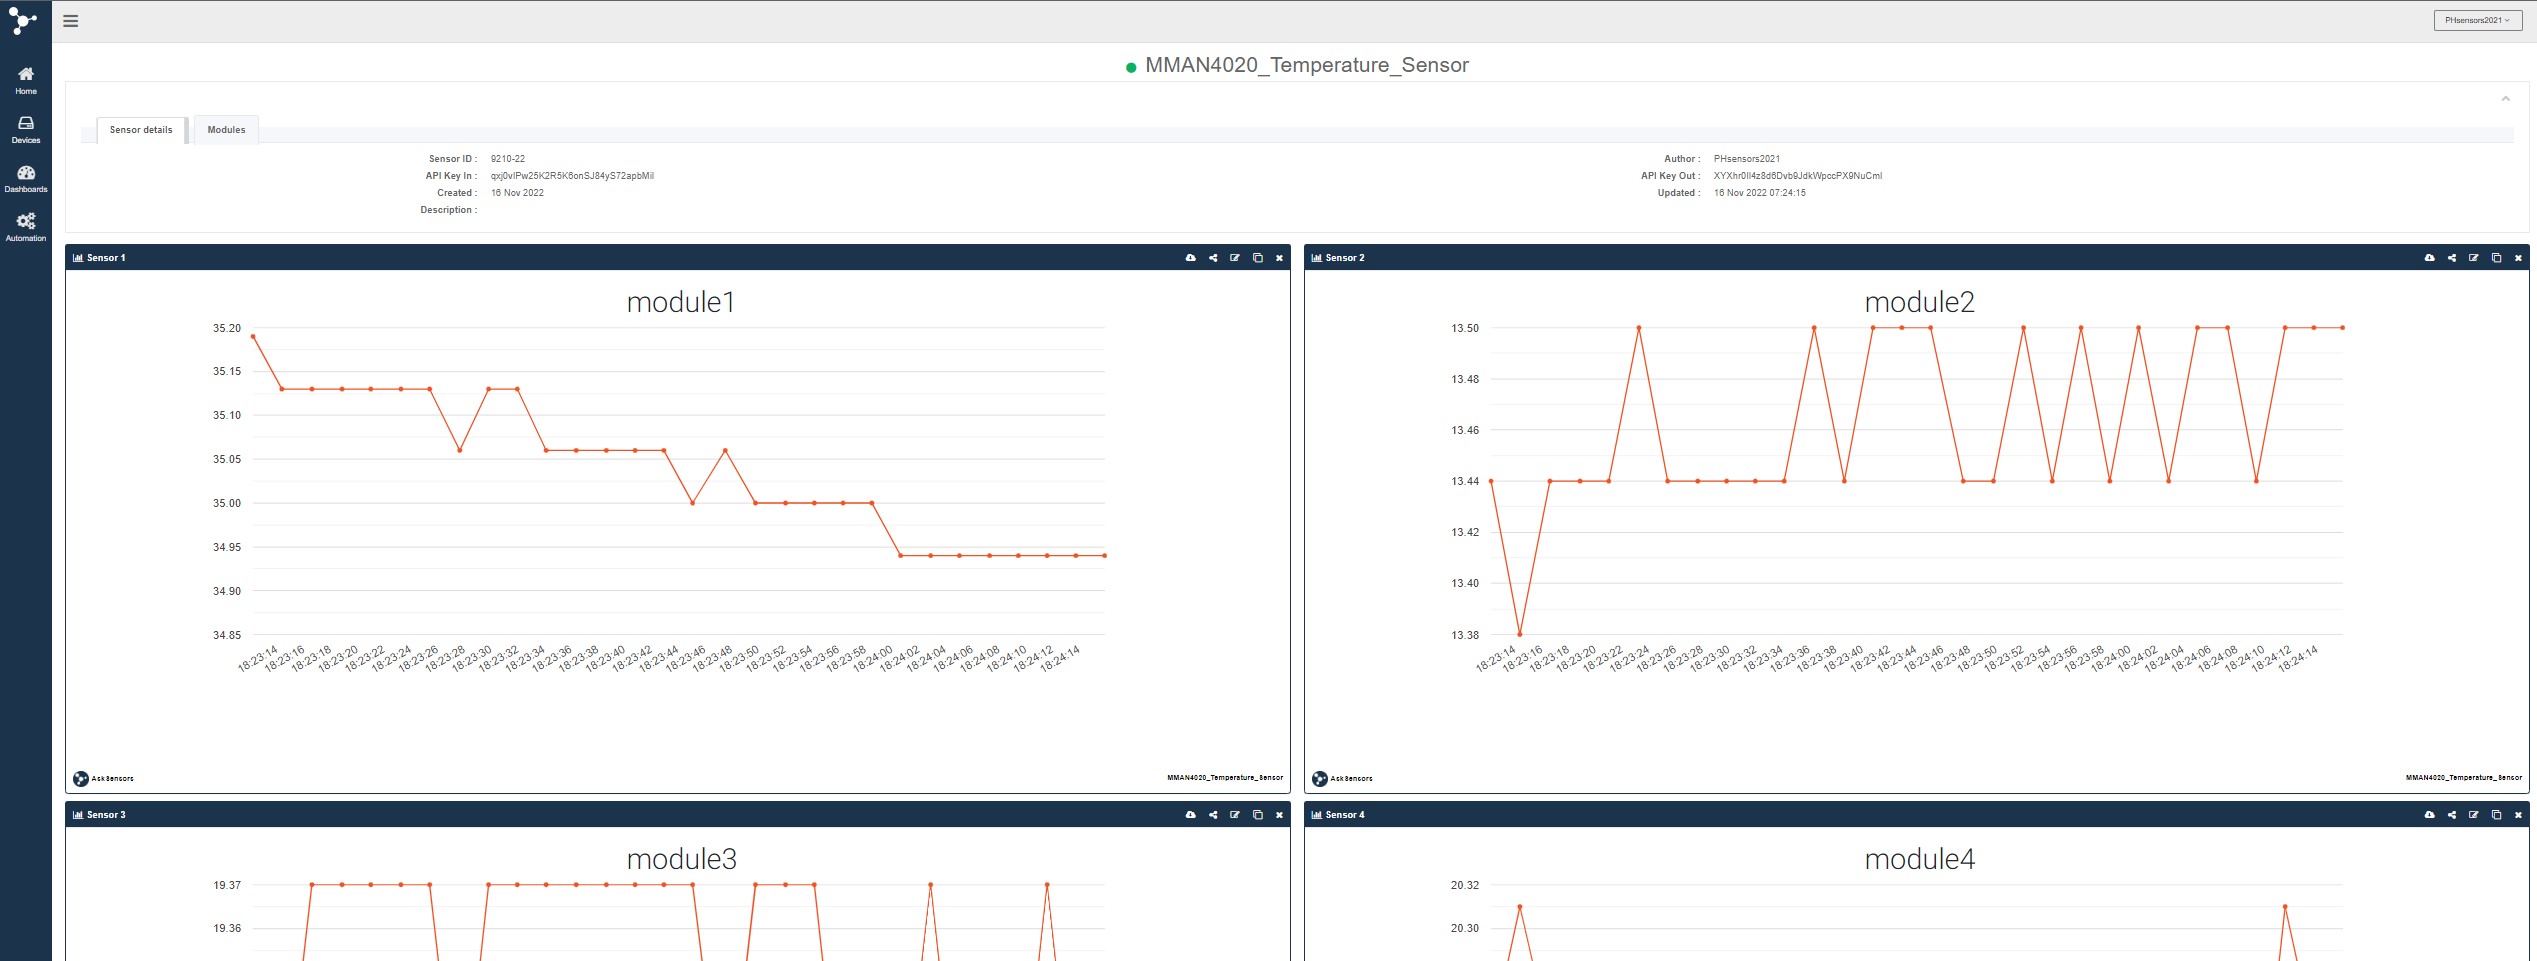 PHsensors2021
MMAN4020_Temperature_Sensor
Home
Devices
Dashboards
Automation
Sensor details
Modules
Sensor ID : 9210-22
API Key In :
Created : 16 Nov 2022
Description :
Author : PHsensors2021
API Key Out :
Updated : 16 Nov 2022 07:24:15
Sensor 1
module1
35.20
35.15
35.10
35.05
35.00
34.95
34.90
34.85
18:23:14 18:23:16 18:23:18 18:23:20 18:23:22 18:23:24 18:23:26 18:23:28 18:23:30 18:23:32 18:23:34 18:23:36 18:23:38 18:23:40 18:23:42 18:23:44 18:23:46 18:23:48 18:23:50 18:23:52 18:23:54 18:23:56 18:23:58 18:24:00 18:24:02 18:24:04 18:24:06 18:24:08 18:24:10 18:24:12 18:24:14
AskSensors
MMAN4020_Temperature_Sensor
Sensor 2
module2
13.50
13.48
13.46
13.44
13.42
13.40
13.38
18:23:14 18:23:16 18:23:18 18:23:20 18:23:22 18:23:24 18:23:26 18:23:28 18:23:30 18:23:32 18:23:34 18:23:36 18:23:38 18:23:40 18:23:42 18:23:44 18:23:46 18:23:48 18:23:50 18:23:52 18:23:54 18:23:56 18:23:58 18:24:00 18:24:02 18:24:04 18:24:06 18:24:08 18:24:10 18:24:12 18:24:14
AskSensors
MMAN4020_Temperature_Sensor
Sensor 3
module3
19.37
19.36
Sensor 4
module4
20.32
20.30